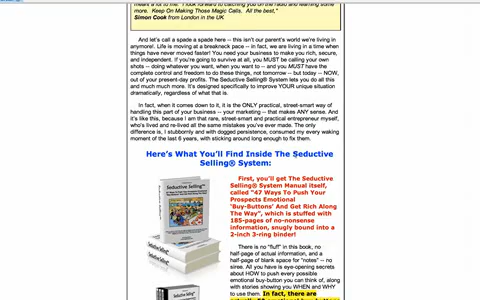 meant a lot to me.  I look forward to catching you on the radio and learning some
more.  Keep On Making Those Magic Calls.  All the best,"
Simon Cook from London in the UK
And let's call a spade a spade here -- this isn't our parent's world we're living in
anymore!. Life is moving at a breakneck pace -- in fact, we are living in a time when
things have never moved faster! You need your business to make you rich, secure,
and independent. If you're going to survive at all, you MUST be calling your own
shots -- doing whatever you want, when you want to -- and you MUST have the
complete control and freedom to do these things, not tomorrow -- but today -- NOW,
out of your present-day profits. The Seductive Selling® System lets you do all this
and much much more. It's designed specifically to improve YOUR unique situation
dramatically, regardless of what that is.
In fact, when it comes down to it, it is the ONLY practical, street-smart way of
handling this part of your business -- your marketing -- that makes ANY sense. And
it's like this, because I am that rare, street-smart and practical entrepreneur myself,
who's lived and re-lived all the same mistakes you've ever made. The only
difference is, I stubbornly and with dogged persistence, consumed my every waking
moment of the last 6 years, with sticking around long enough to fix them.
Here's What You'll Find Inside The Seductive
Selling® System:
First, you'll get The Seductive
Selling® System Manual itself,
called "47 Ways To Push Your
Prospects Emotional
'Buy-Buttons' And Get Rich Along
The Way", which is stuffed with
185-pages of no-nonsense
information, snugly bound into a
2-inch 3-ring binder!
There is no "fluff" in this book, no
half-page of actual information, and a
half-page of blank space for "notes" -- no
siree. All you have is eye-opening secrets
about HOW to push every possible
emotional buy-button you can think of, along
with stories showing you WHEN and WHY
to use them. In fact, there are
Seductive Selling™